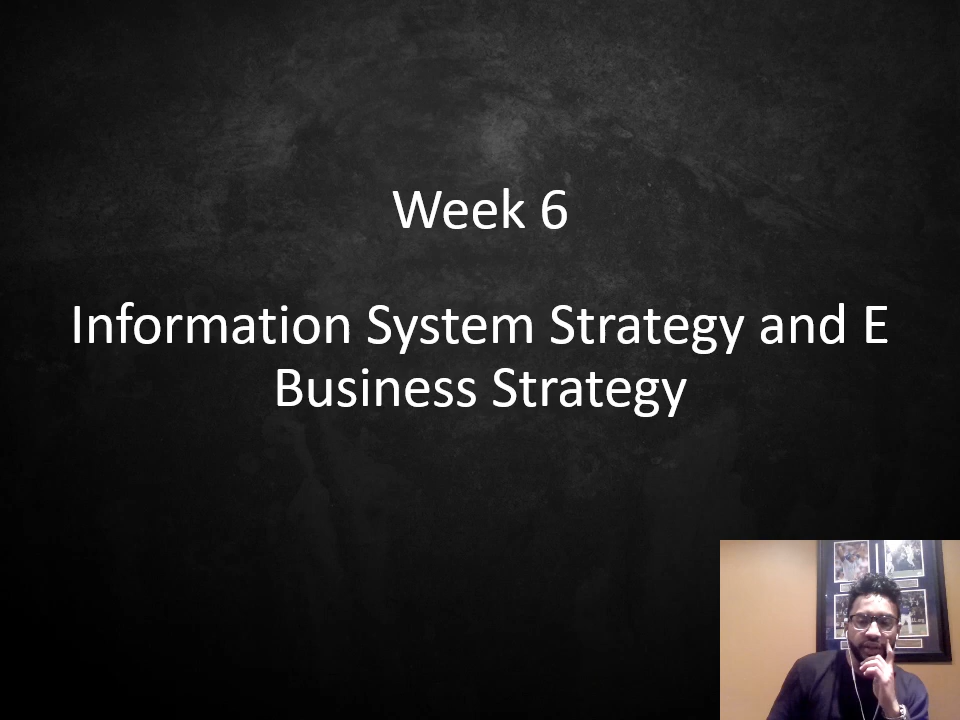 Week 6
Information System Strategy and E
Business Strategy